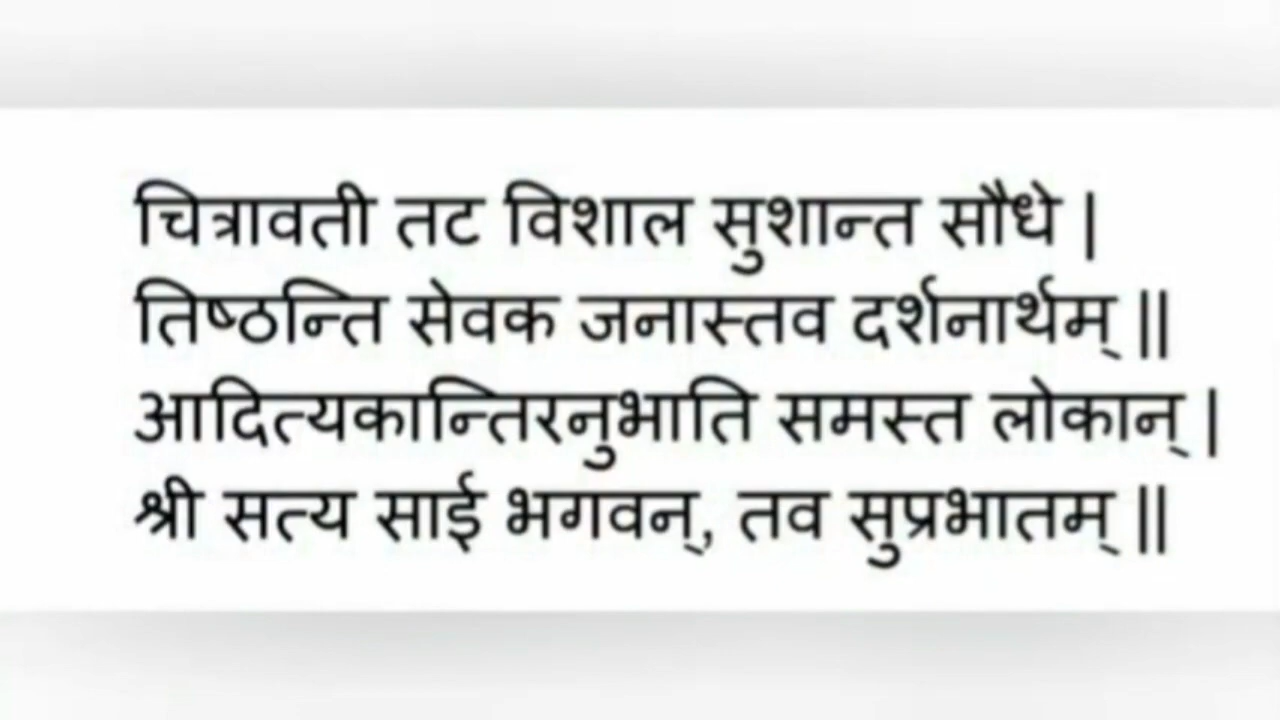 चित्रावती तट विशाल सुशान्त सौधे |
तिष्ठन्ति सेवक जनास्तव दर्शनार्थम् ||
आदित्यकान्तिरनुभाति समस्त लोकान् |
श्री सत्य साई भगवन्, तव सुप्रभातम् ||